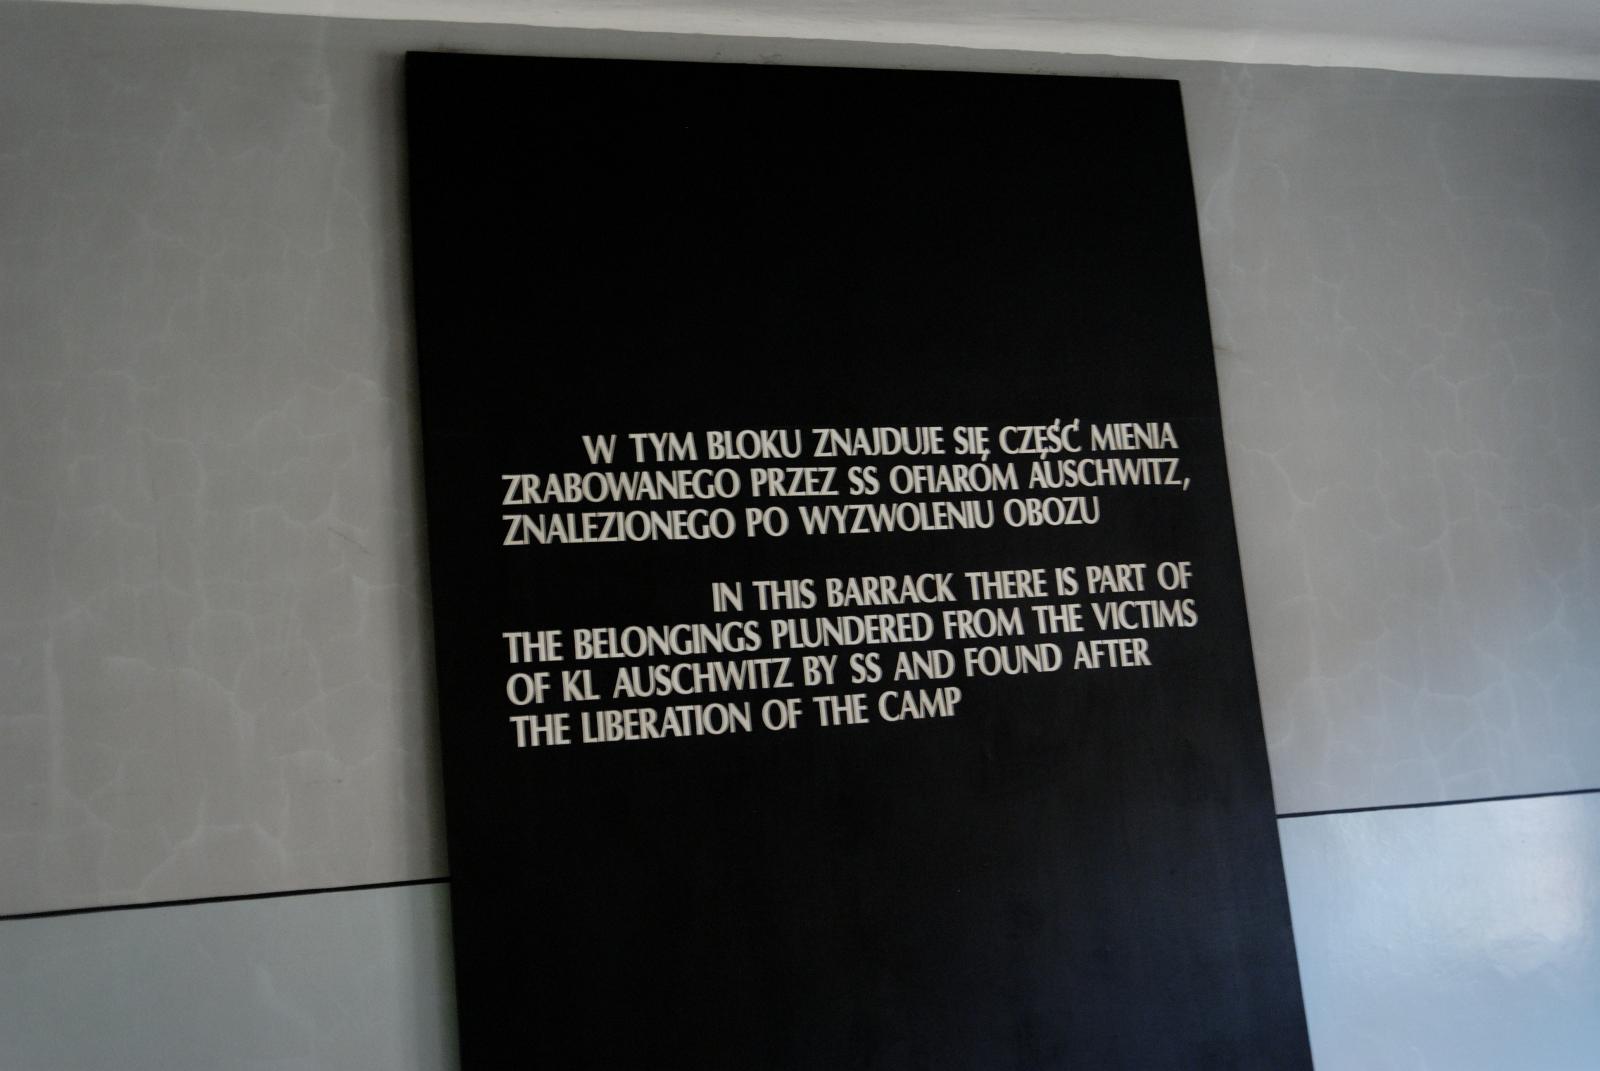 W TYM BLOKU ZNAJDUJE SIĘ CZĘŚĆ MIENIA
ZRABOWANEGO PRZEZ SS OFIARÓM AUSCHWITZ,
ZNALEZIONEGO PO WYZWOLENIU OBOZU
IN THIS BARRACK THERE IS PART OF
THE BELONGINGS PLUNDERED FROM THE VICTIMS
OF KL AUSCHWITZ BY SS AND FOUND AFTER
THE LIBERATION OF THE CAMP